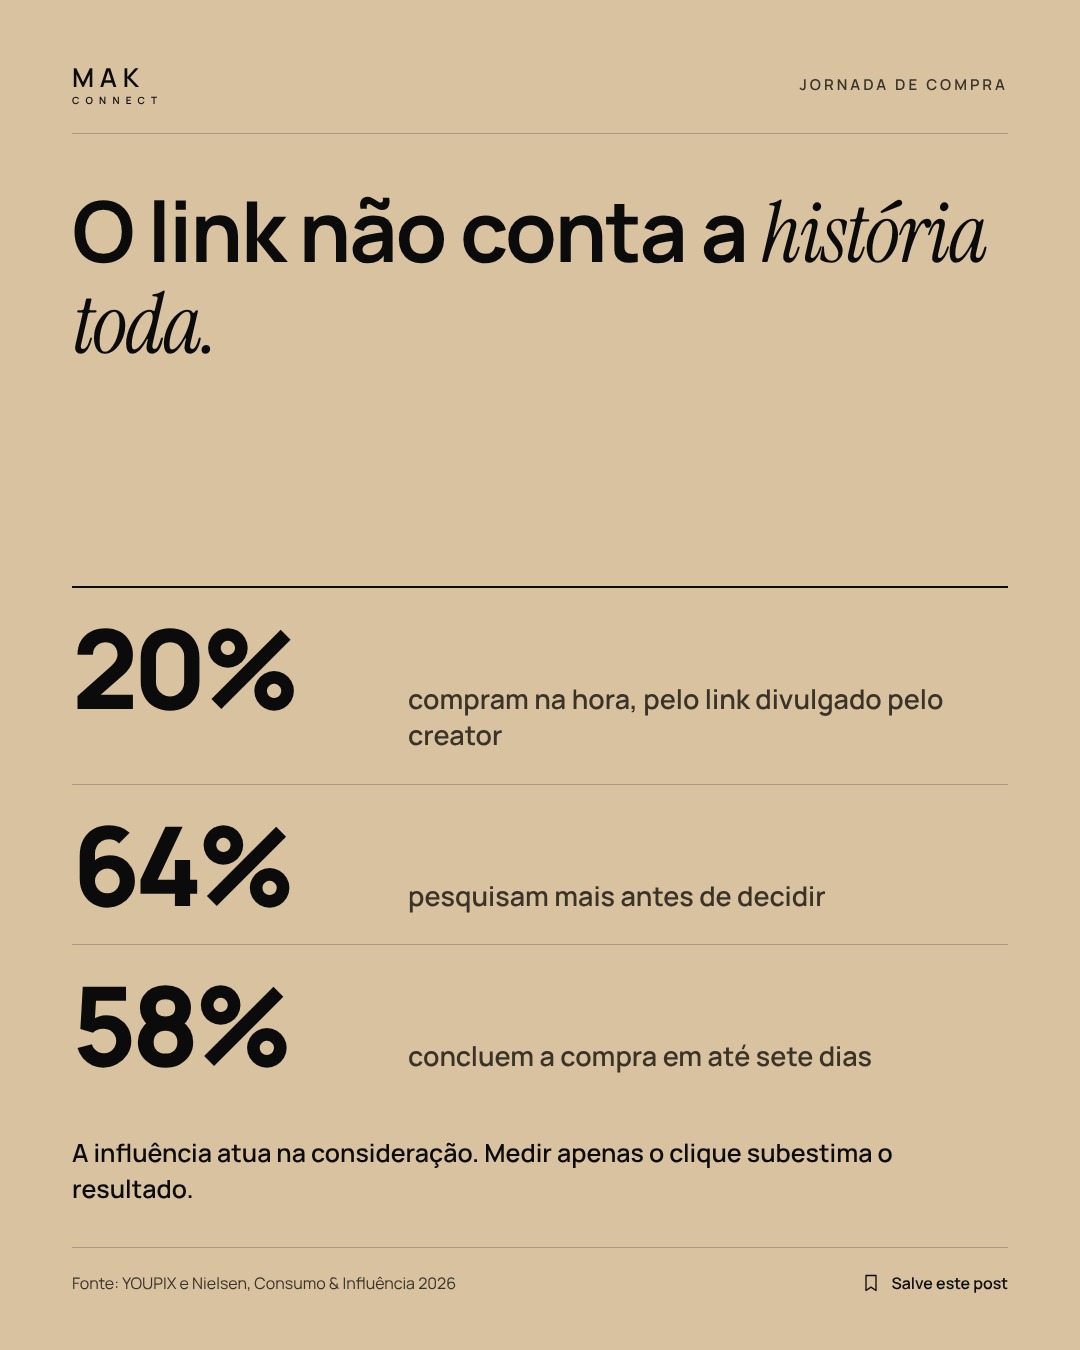 MAK
CONNECT
JORNADA DE COMPRA
O link não conta a história
toda.
20%
compram na hora, pelo link divulgado pelo
creator
64%
pesquisam mais antes de decidir
58%
concluem a compra em até sete dias
A influência atua na consideração. Medir apenas o clique subestima o
resultado.
Fonte: YOUPIX e Nielsen, Consumo & Influência 2026
Salve este post